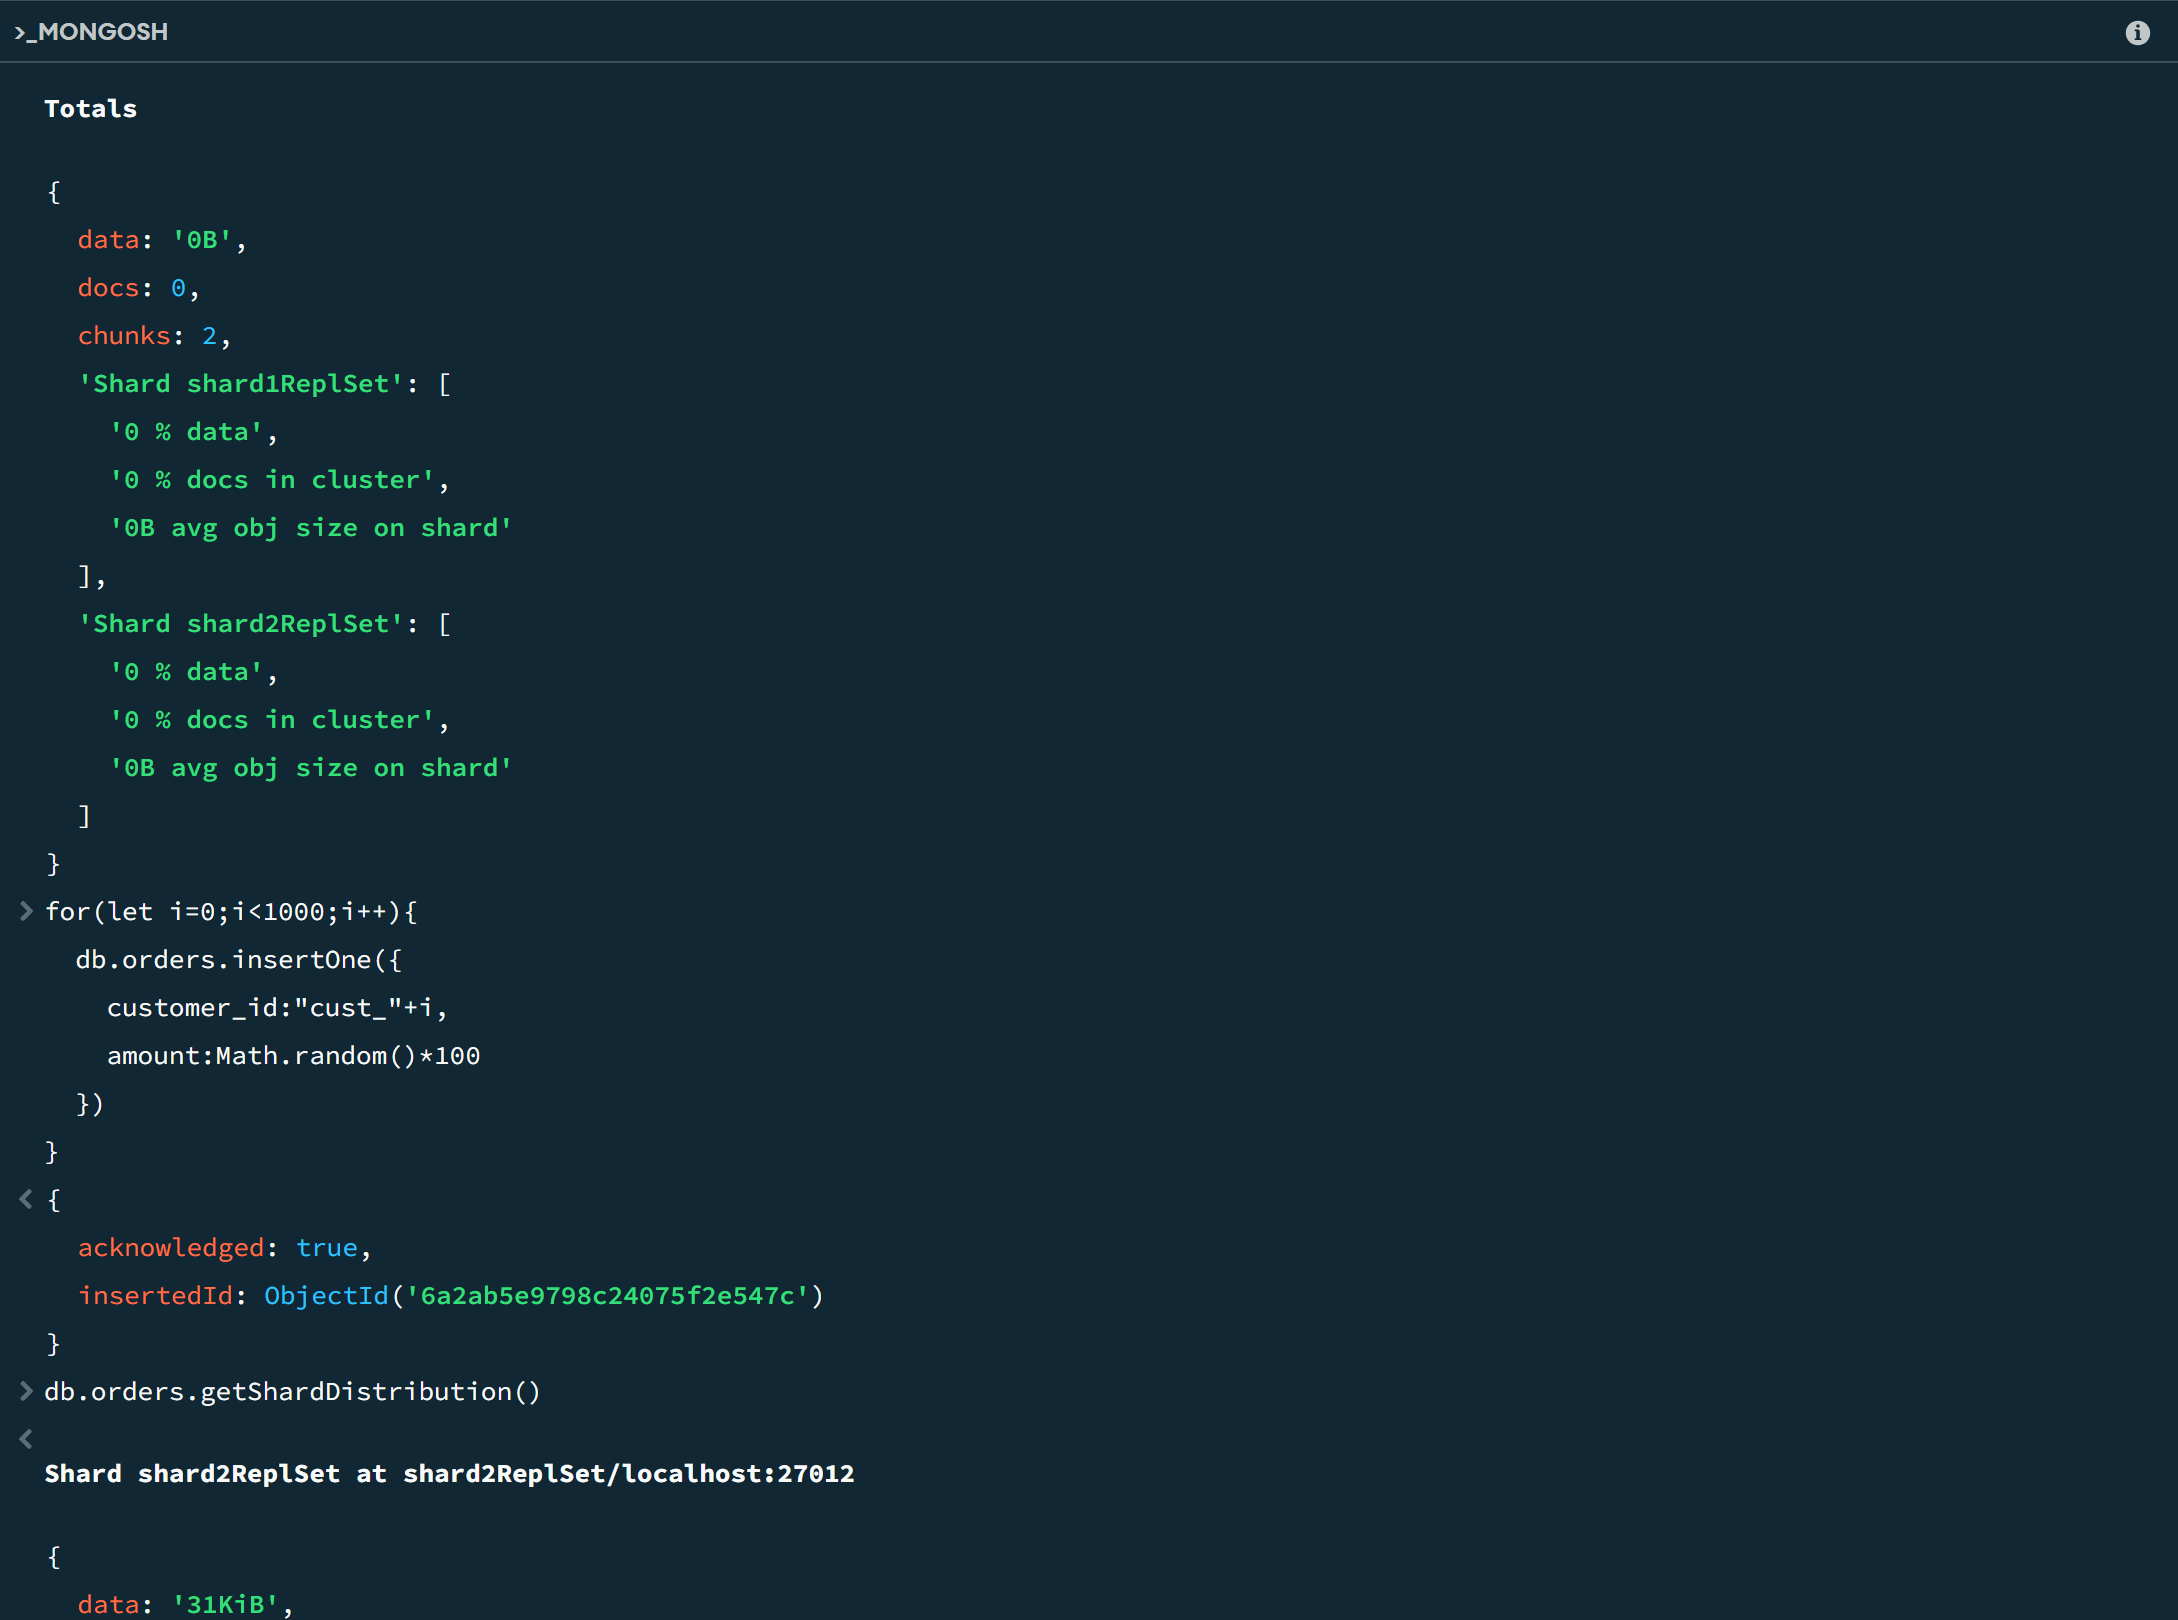 >_MONGOSH
Totals
{
  data: '0B',
  docs: 0,
  chunks: 2,
  'Shard shard1ReplSet': [
    '0 % data',
    '0 % docs in cluster',
    '0B avg obj size on shard'
  ],
  'Shard shard2ReplSet': [
    '0 % data',
    '0 % docs in cluster',
    '0B avg obj size on shard'
  ]
}
> for(let i=0;i<1000;i++){
  db.orders.insertOne({
    customer_id:"cust_"+i,
    amount:Math.random()*100
  })
}
< {
  acknowledged: true,
  insertedId: ObjectId('6a2ab5e9798c24075f2e547c')
}
> db.orders.getShardDistribution()
<
Shard shard2ReplSet at shard2ReplSet/localhost:27012
{
  data: '31KiB',